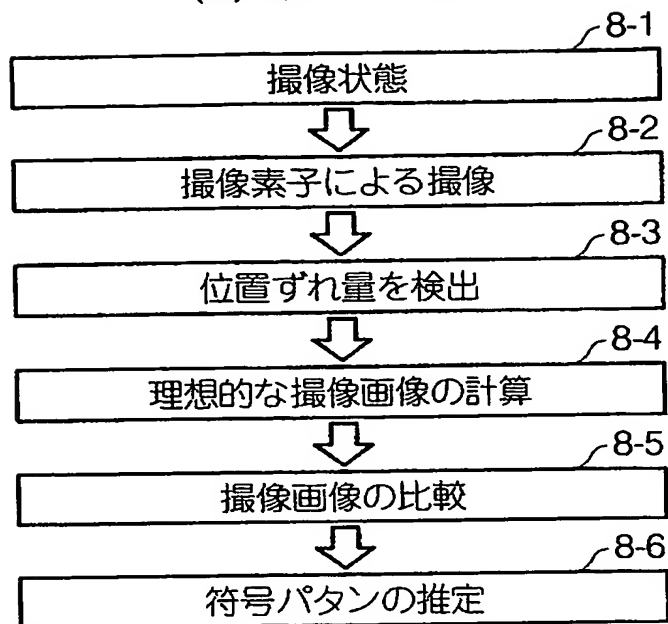 8-1
撮像状態
8-2
撮像素子による撮像
8-3
位置ずれ量を検出
8-4
理想的な撮像画像の計算
8-5
撮像画像の比較
8-6
符号パタンの推定